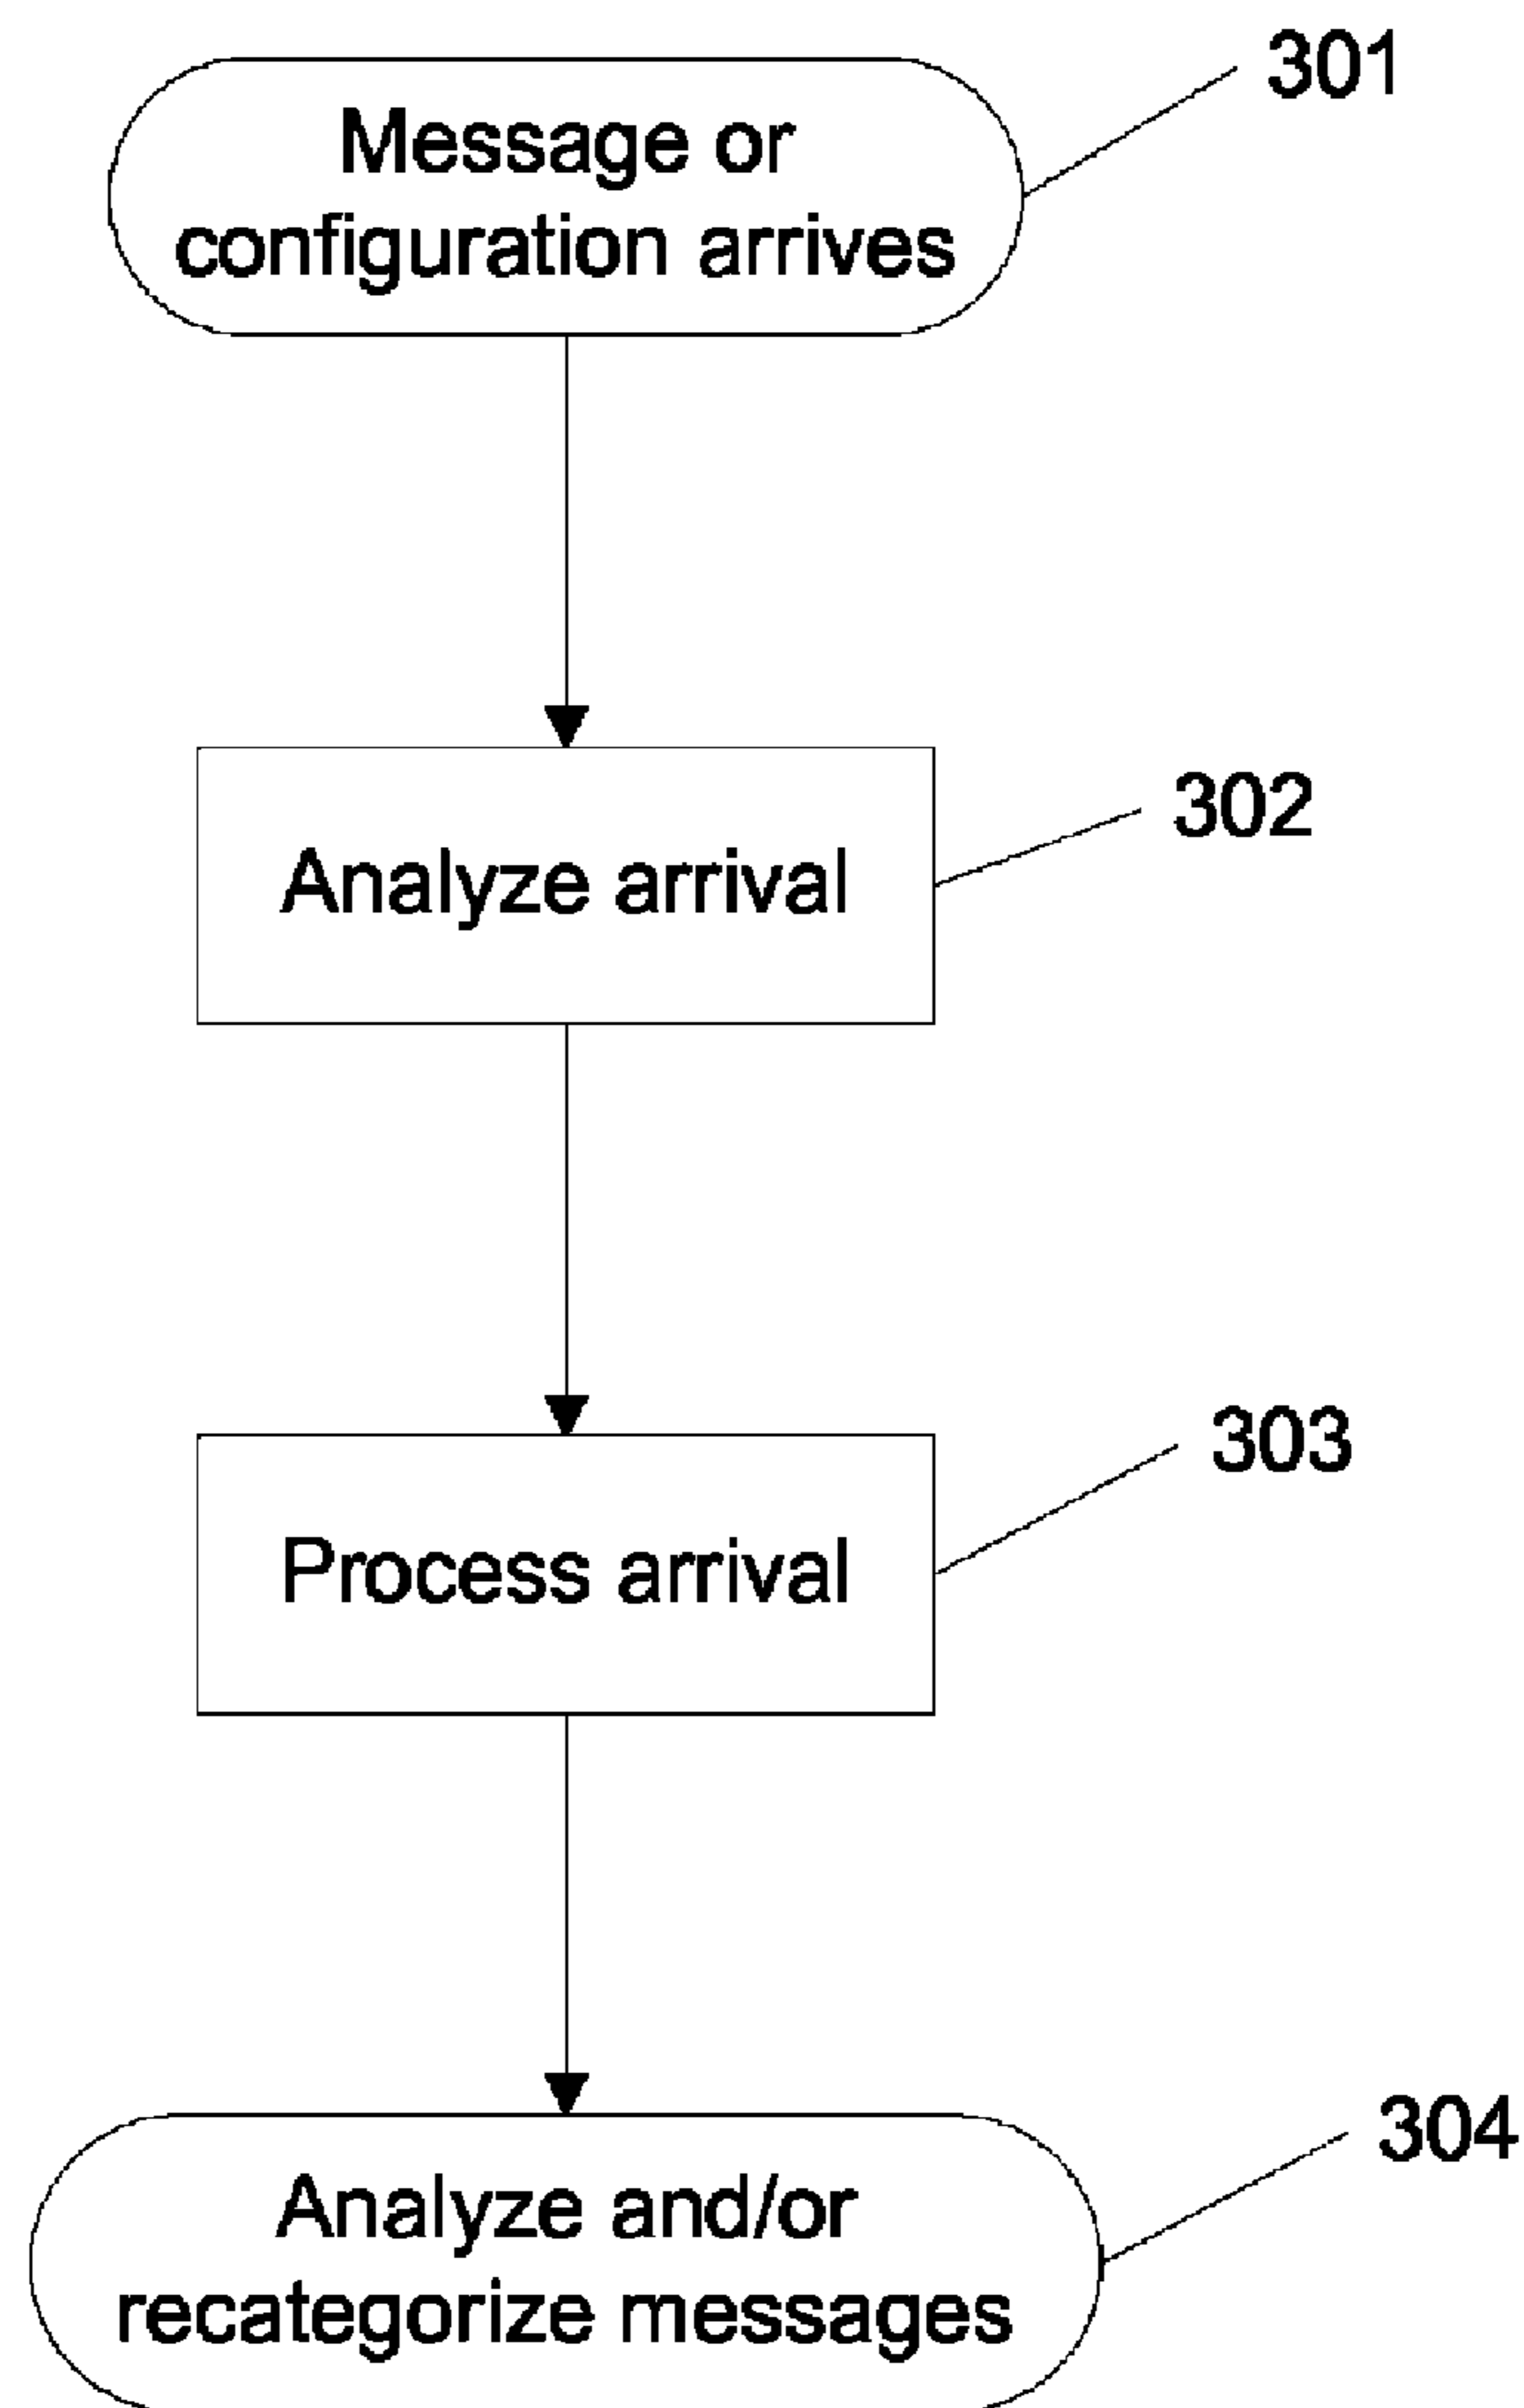 301
Message or
configuration arrives
302
Analyze arrival
303
Process arrival
304
Analyze and/or
recategorize messages